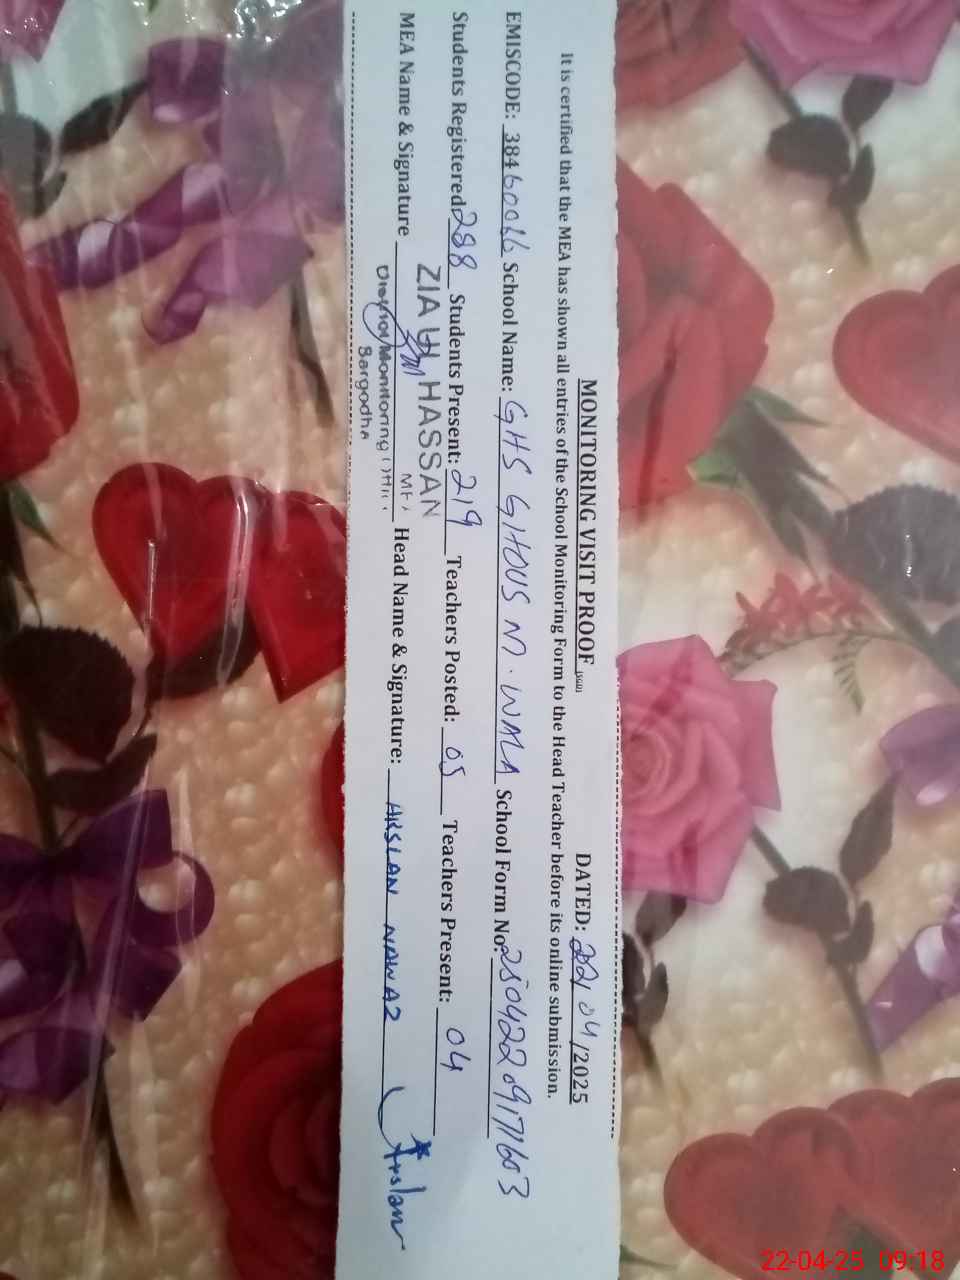 MONITORING VISIT PROOF DATED: 22/04/2025
It is certified that the MEA has shown all entries of the School Monitoring Form to the Head Teacher before its online submission.
EMISCODE: 38460016 School Name: GHS GHOUS M. WALA School Form No: 25042209171603
Students Registered 288 Students Present: 219 Teachers Posted: 05 Teachers Present: 04
MEA Name & Signature Head Name & Signature: ARSLAN NAWAZ Arslan
ZIA UL HASSAN
Monitoring
Sargodha
22-04-25 09:18